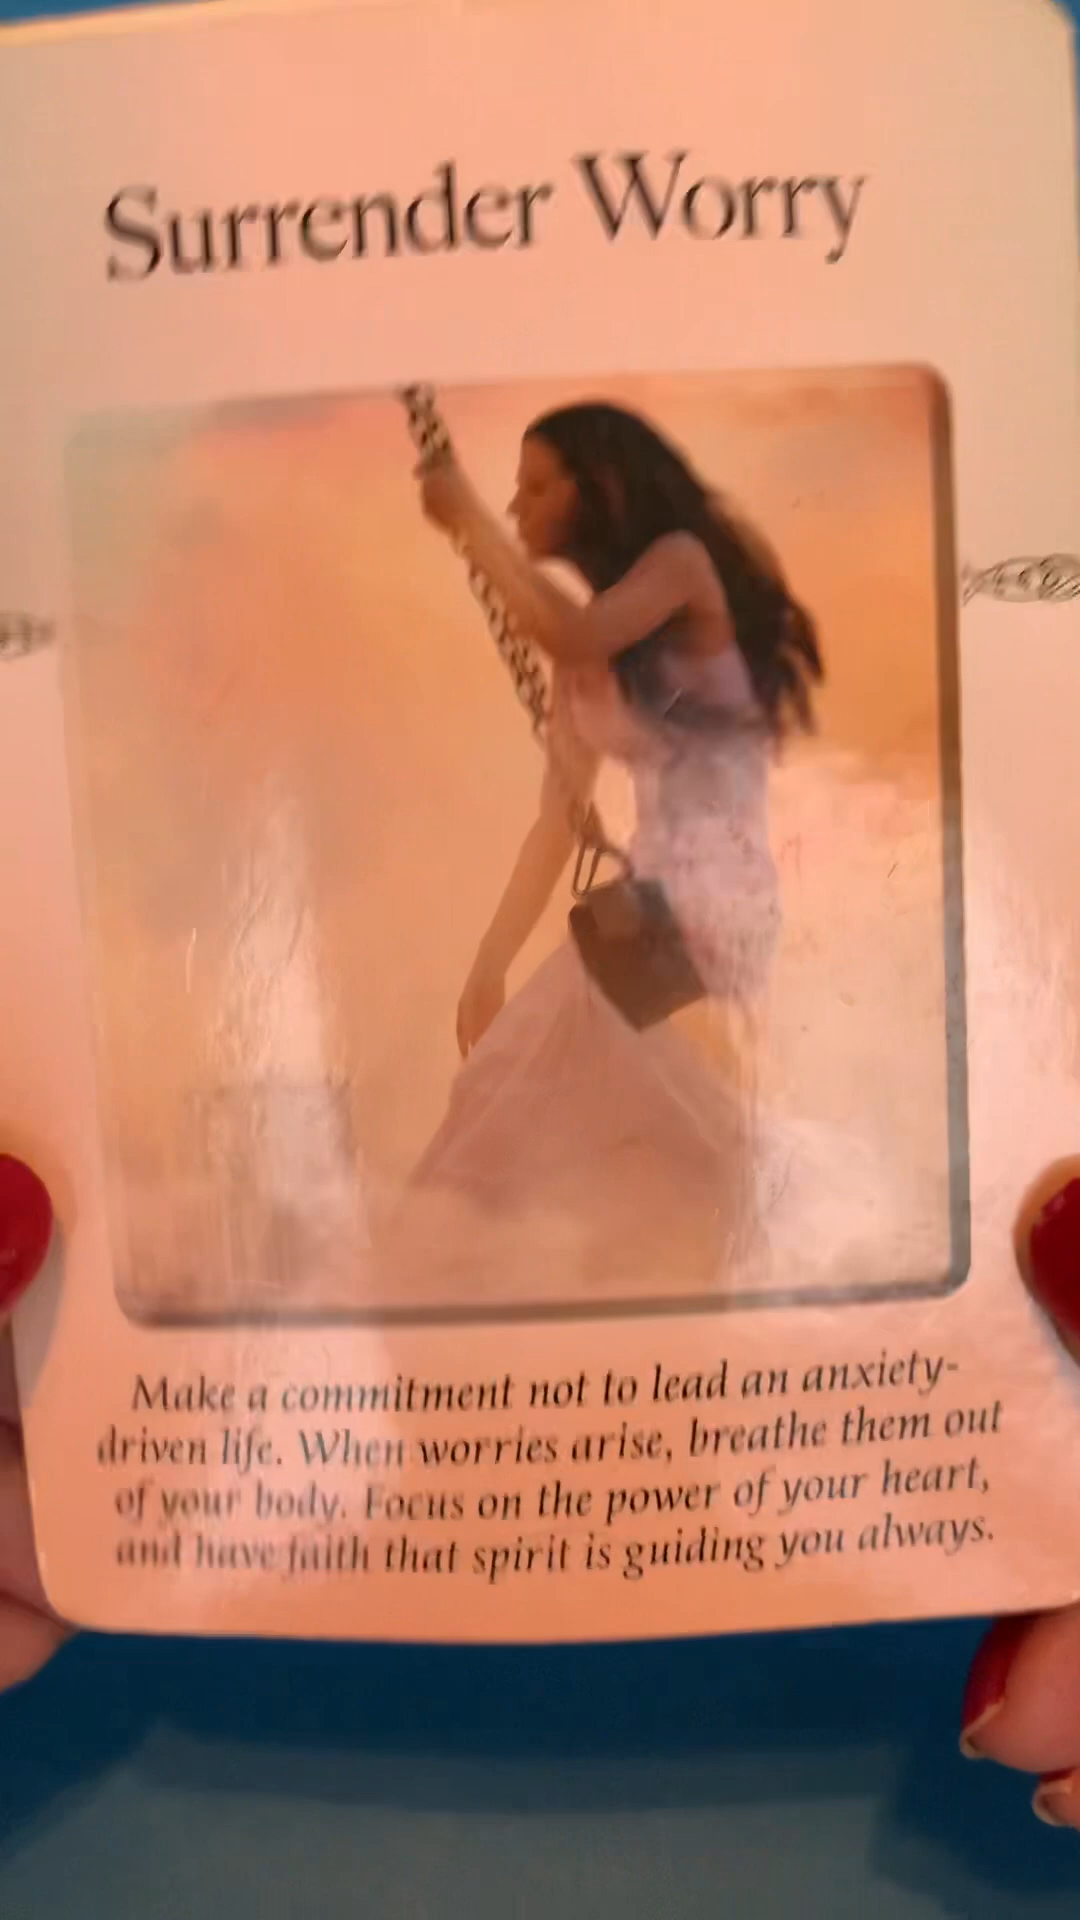 Surrender Worry
Make a commitment not to lead an anxiety-
driven life. When worries arise, breathe them out
of your body. Focus on the power of your heart,
and have faith that spirit is guiding you always.